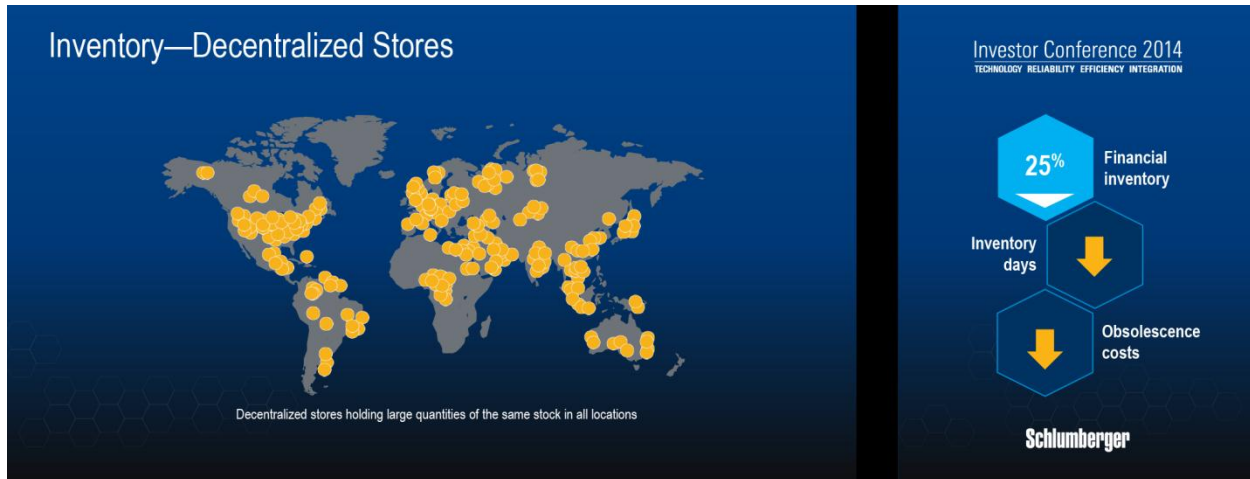 Inventory—Decentralized Stores
Decentralized stores holding large quantities of the same stock in all locations
Investor Conference 2014
TECHNOLOGY RELIABILITY EFFICIENCY INTEGRATION
25%
Financial
inventory
Inventory
days
Obsolescence
costs
Schlumberger